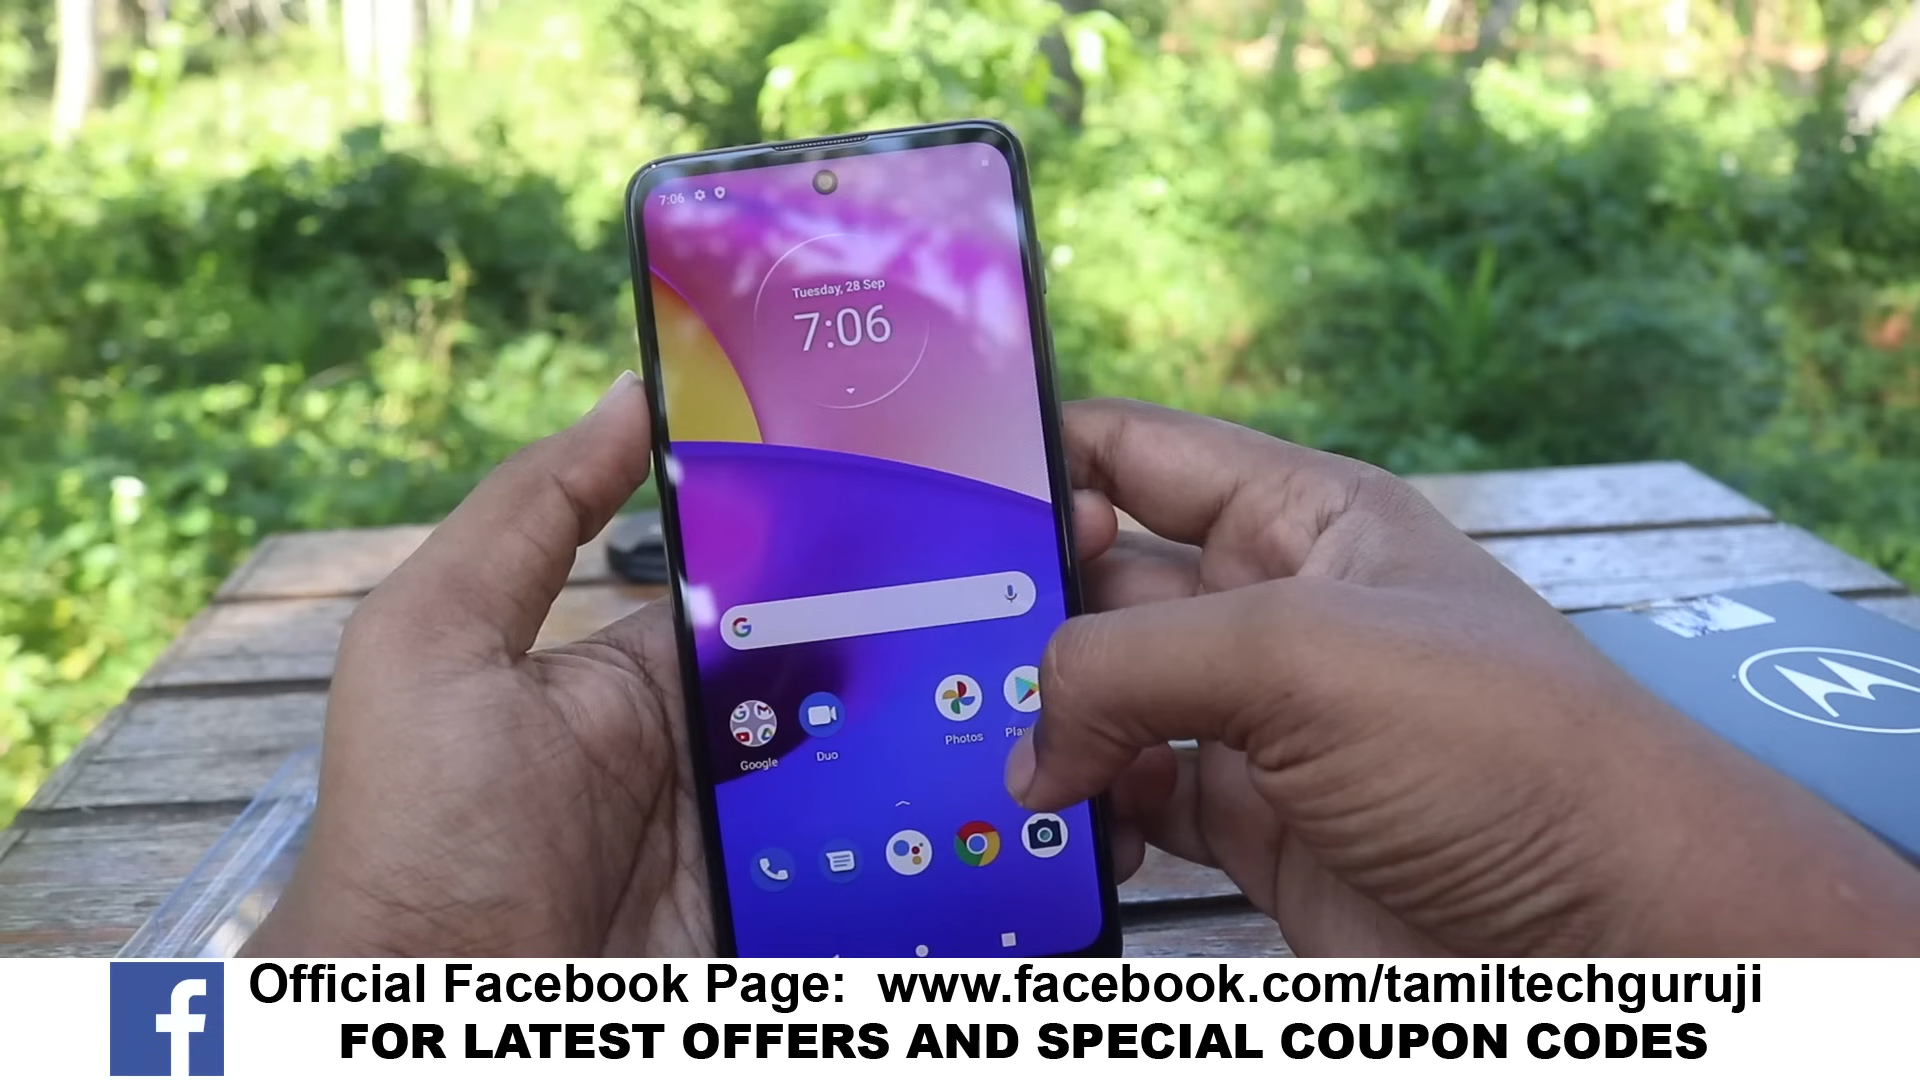 7:06
Tuesday, 28 Sep
7:06
Google
Duo
Photos
Play
Official Facebook Page: www.facebook.com/tamiltechguruji
FOR LATEST OFFERS AND SPECIAL COUPON CODES